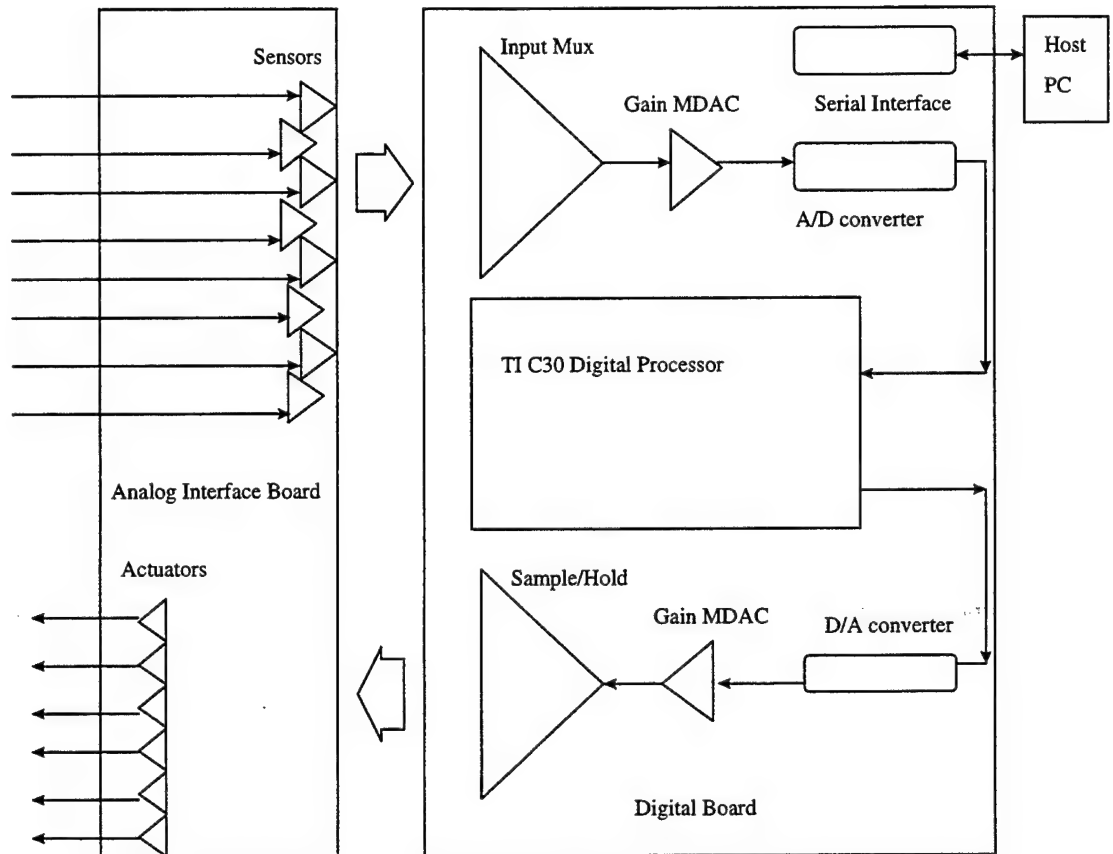 Input Mux
Host
PC
Sensors
Gain MDAC
Serial Interface
A/D converter
TI C30 Digital Processor
Analog Interface Board
Actuators
Sample/Hold
Gain MDAC
D/A converter
Digital Board